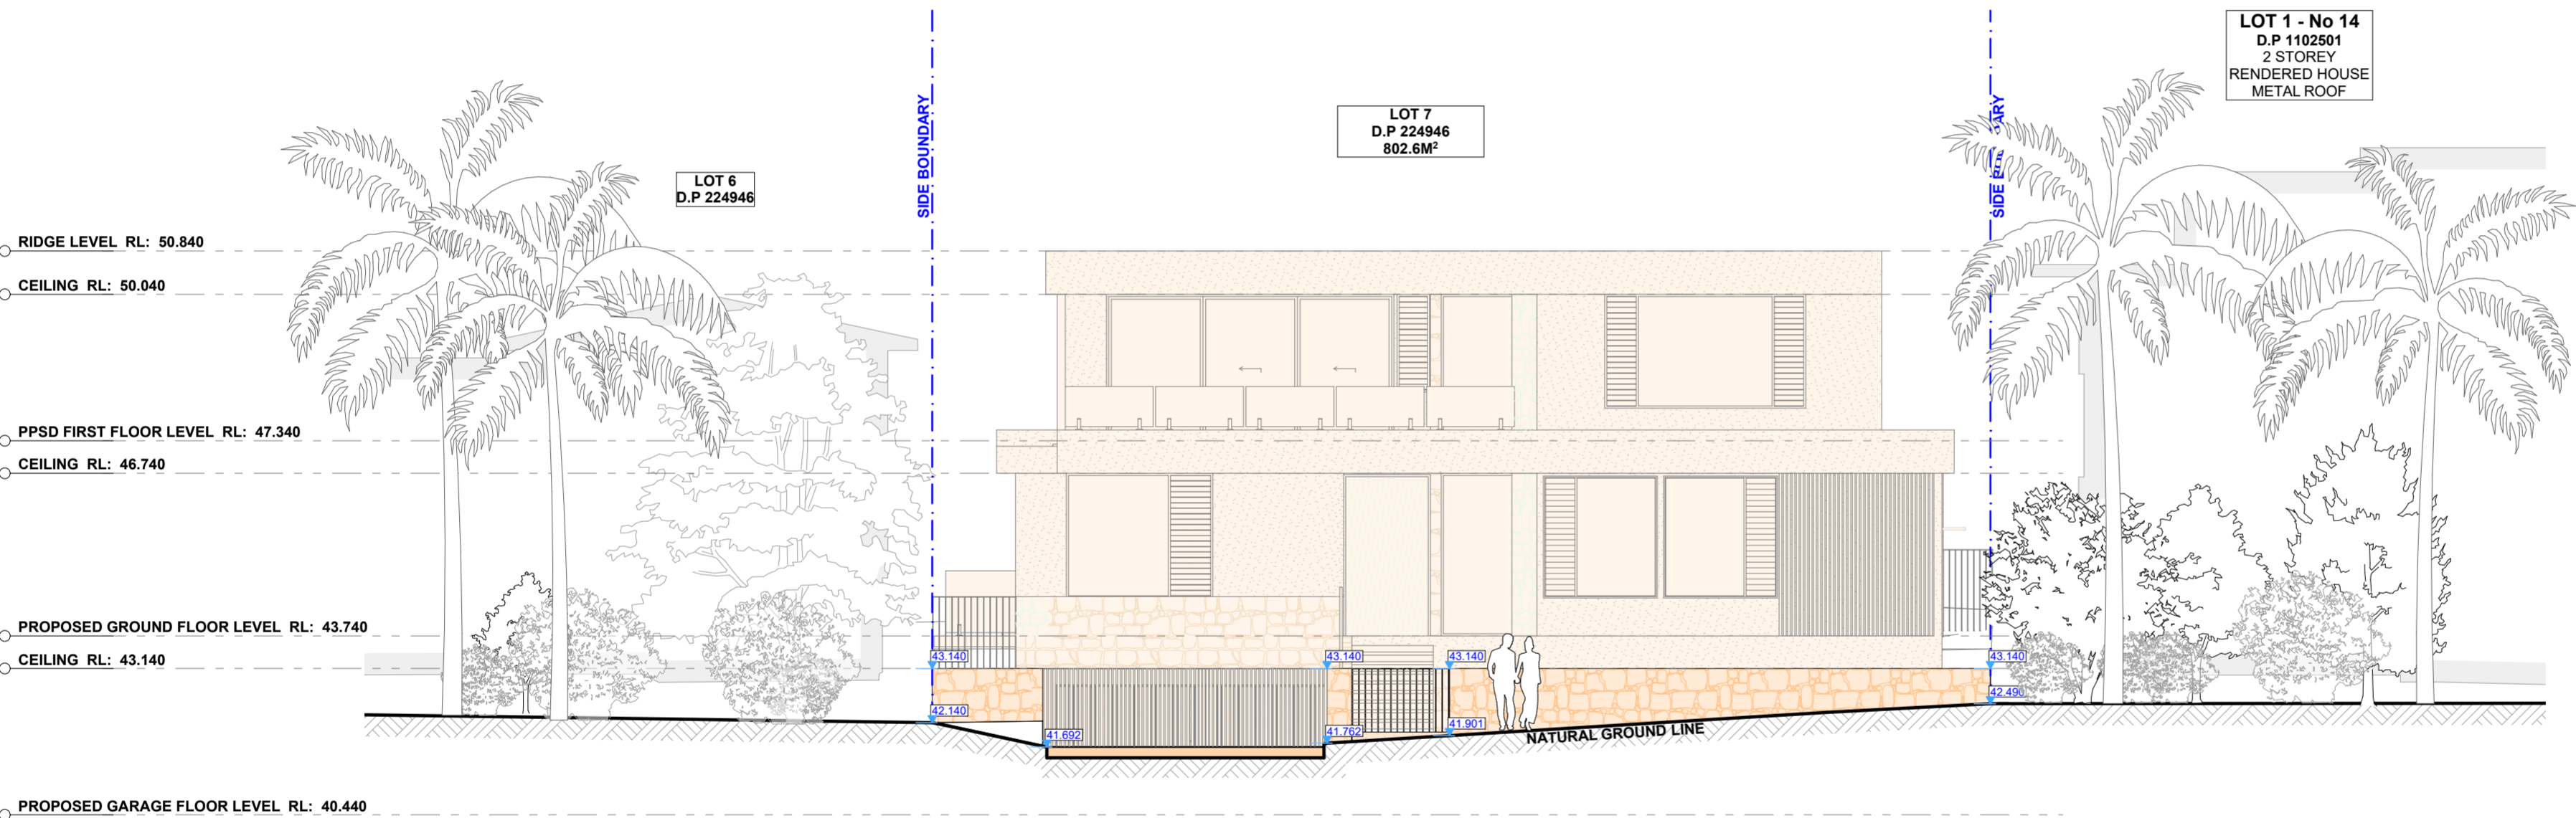 LOT 1 - No 14
D.P 1102501
2 STOREY
RENDERED HOUSE
METAL ROOF
SIDE BOUNDARY
LOT 7
D.P 224946
802.6M²
LOT 6
D.P 224946
RIDGE LEVEL RL: 50.840
CEILING RL: 50.040
PPSD FIRST FLOOR LEVEL RL: 47.340
CEILING RL: 46.740
PROPOSED GROUND FLOOR LEVEL RL: 43.740
CEILING RL: 43.140
43.140
43.140
43.140
43.140
42.490
42.140
41.901
41.692
41.762
NATURAL GROUND LINE
PROPOSED GARAGE FLOOR LEVEL RL: 40.440